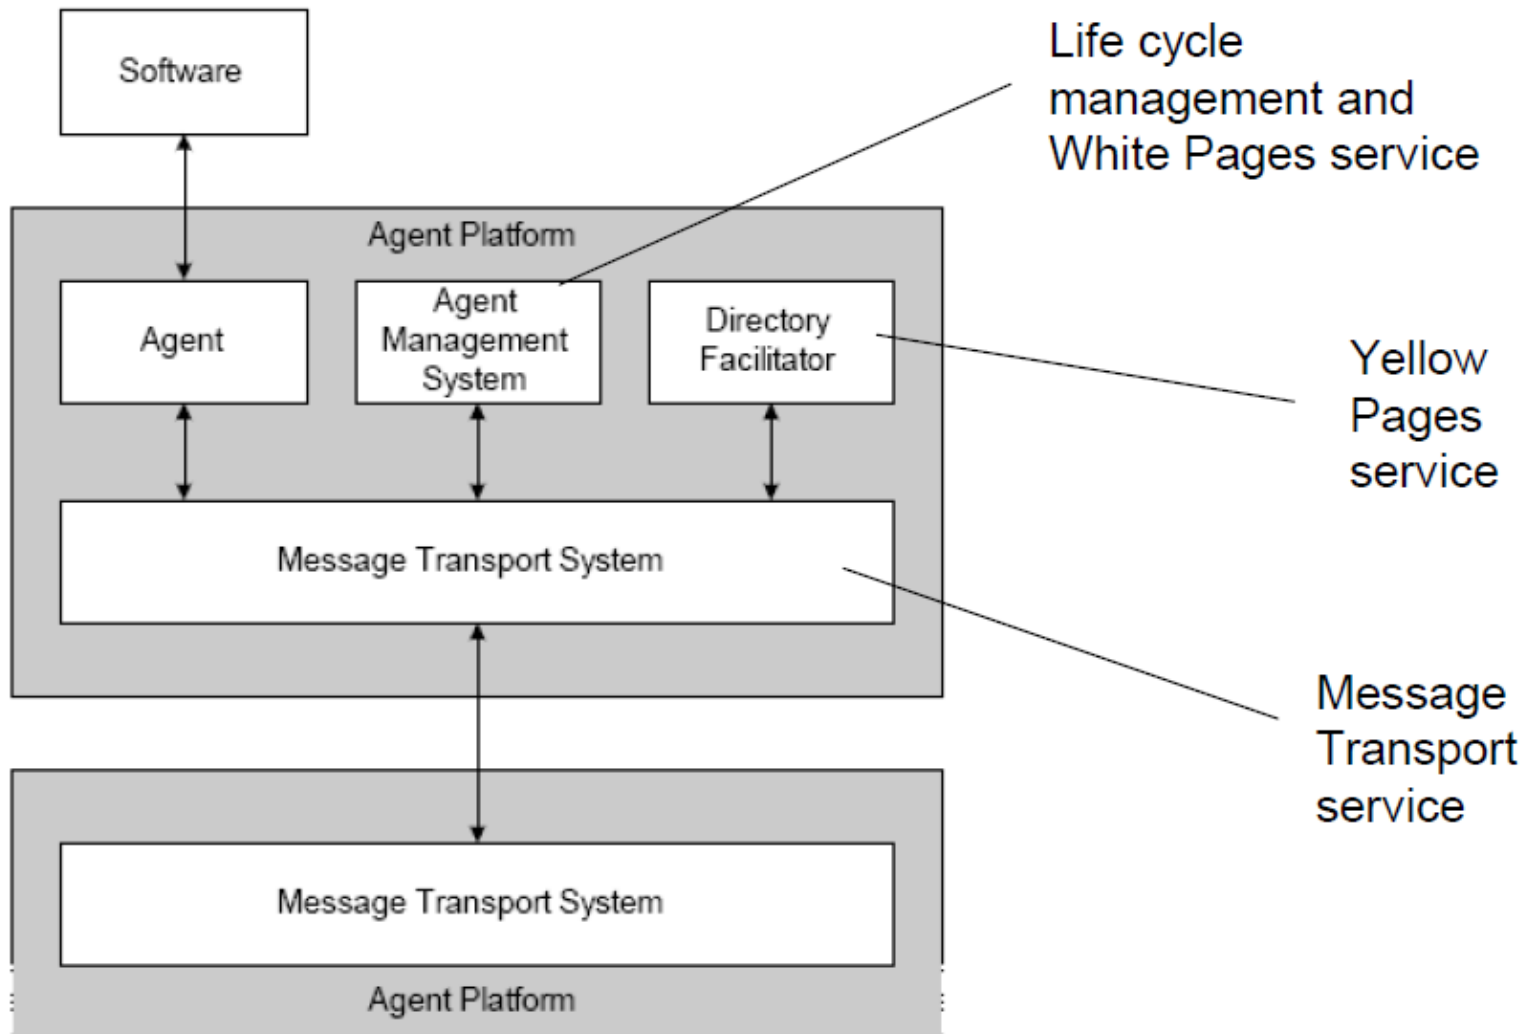 Software
Life cycle
management and
White Pages service
Agent Platform
Agent
Agent
Management
System
Directory
Facilitator
Yellow
Pages
service
Message Transport System
Message
Transport
service
Message Transport System
Agent Platform